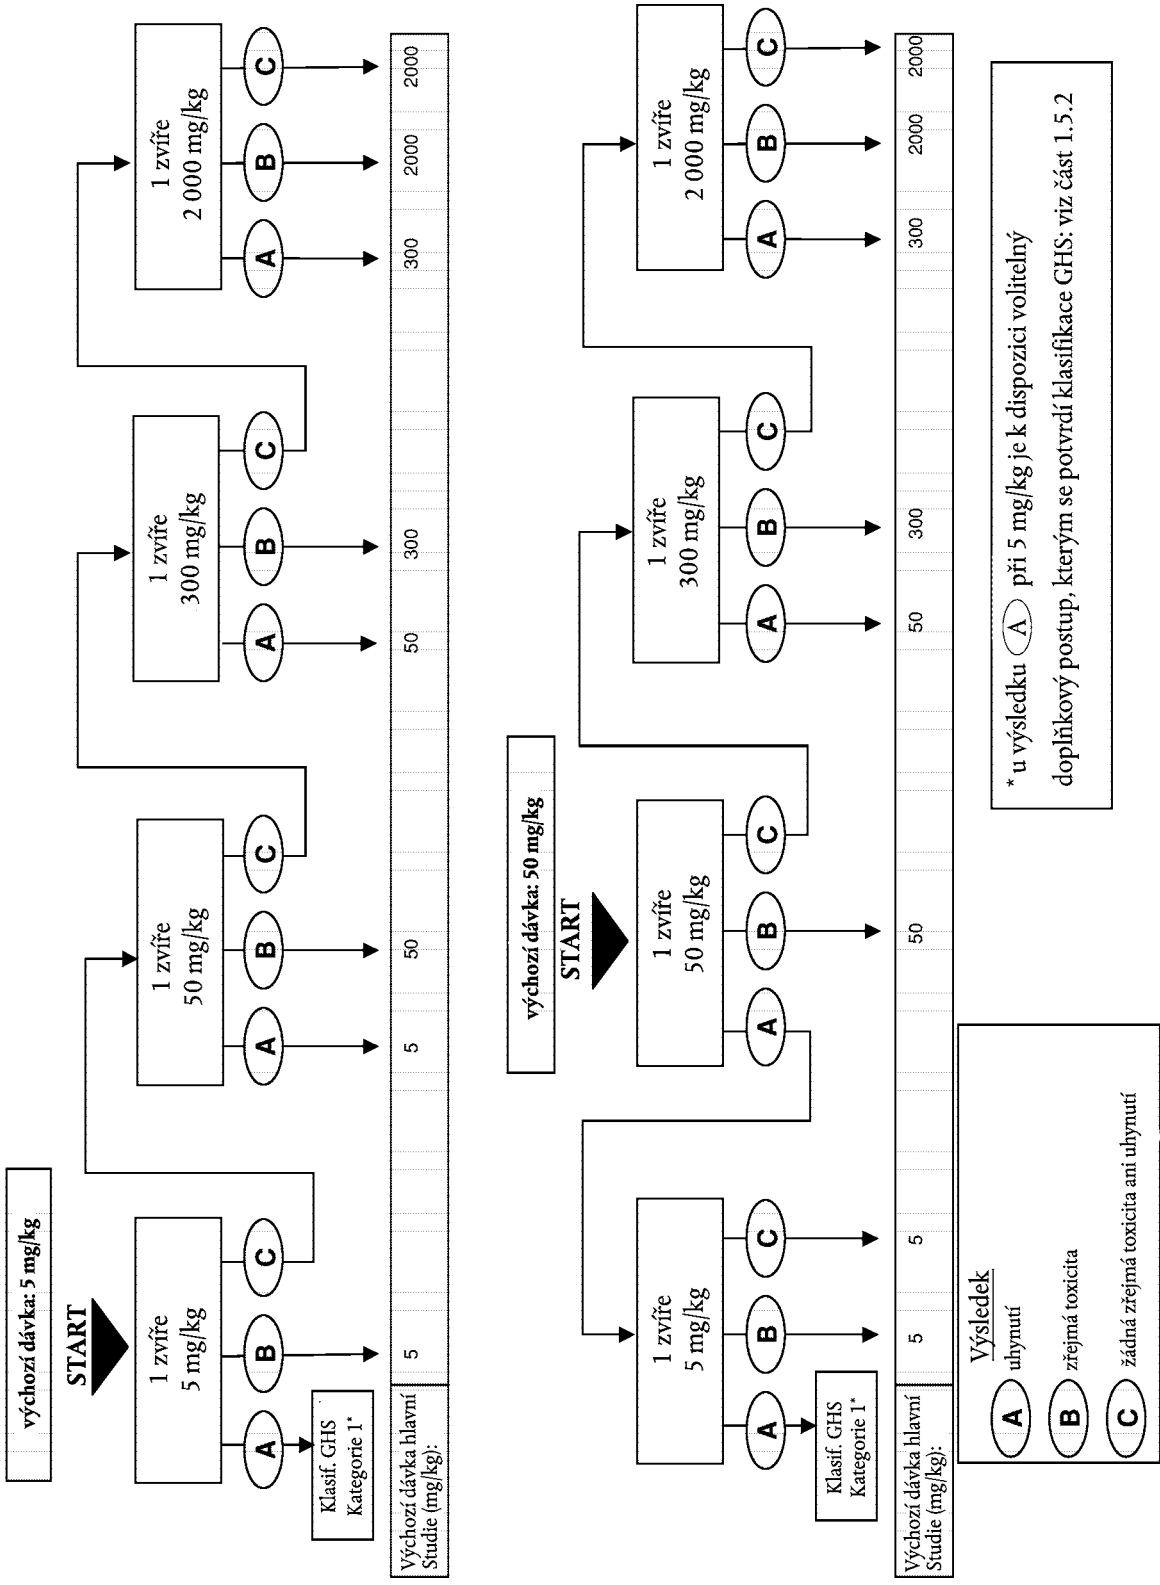 výchozí dávka: 5 mg/kg
START
1 zvíře
5 mg/kg
1 zvíře
50 mg/kg
1 zvíře
300 mg/kg
1 zvíře
2 000 mg/kg
A
B
C
A
B
C
A
B
C
A
B
C
Klasif. GHS
Kategorie 1*
Výchozí dávka hlavní
Studie (mg/kg):
5
5
50
50
300
300
2000
2000
výchozí dávka: 50 mg/kg
START
1 zvíře
5 mg/kg
1 zvíře
50 mg/kg
1 zvíře
300 mg/kg
1 zvíře
2 000 mg/kg
A
B
C
A
B
C
A
B
C
A
B
C
Klasif. GHS
Kategorie 1*
Výchozí dávka hlavní
Studie (mg/kg):
5
5
50
50
300
300
2000
2000
Výsledek
A uhynutí
B zřejmá toxicita
C žádná zřejmá toxicita ani uhynutí
* u výsledku A při 5 mg/kg je k dispozici volitelný
doplňkový postup, kterým se potvrdí klasifikace GHS: viz část 1.5.2